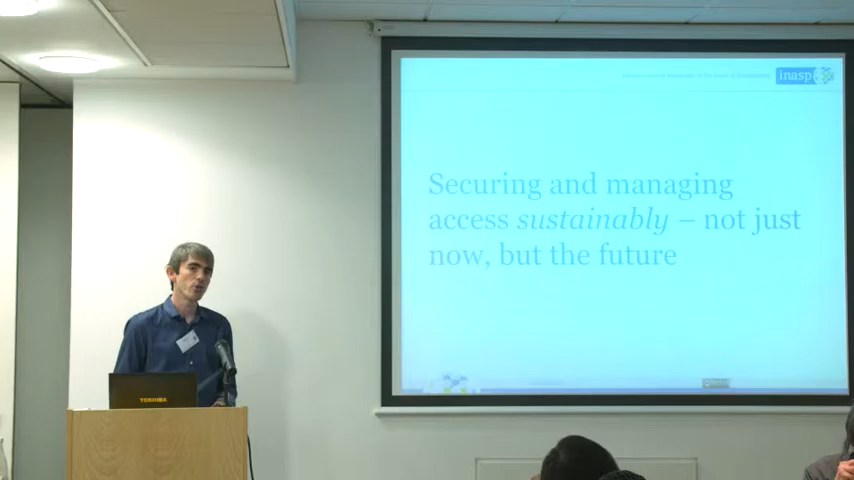 inasp
Securing and managing
access sustainably – not just
now, but the future
TOSHIBA